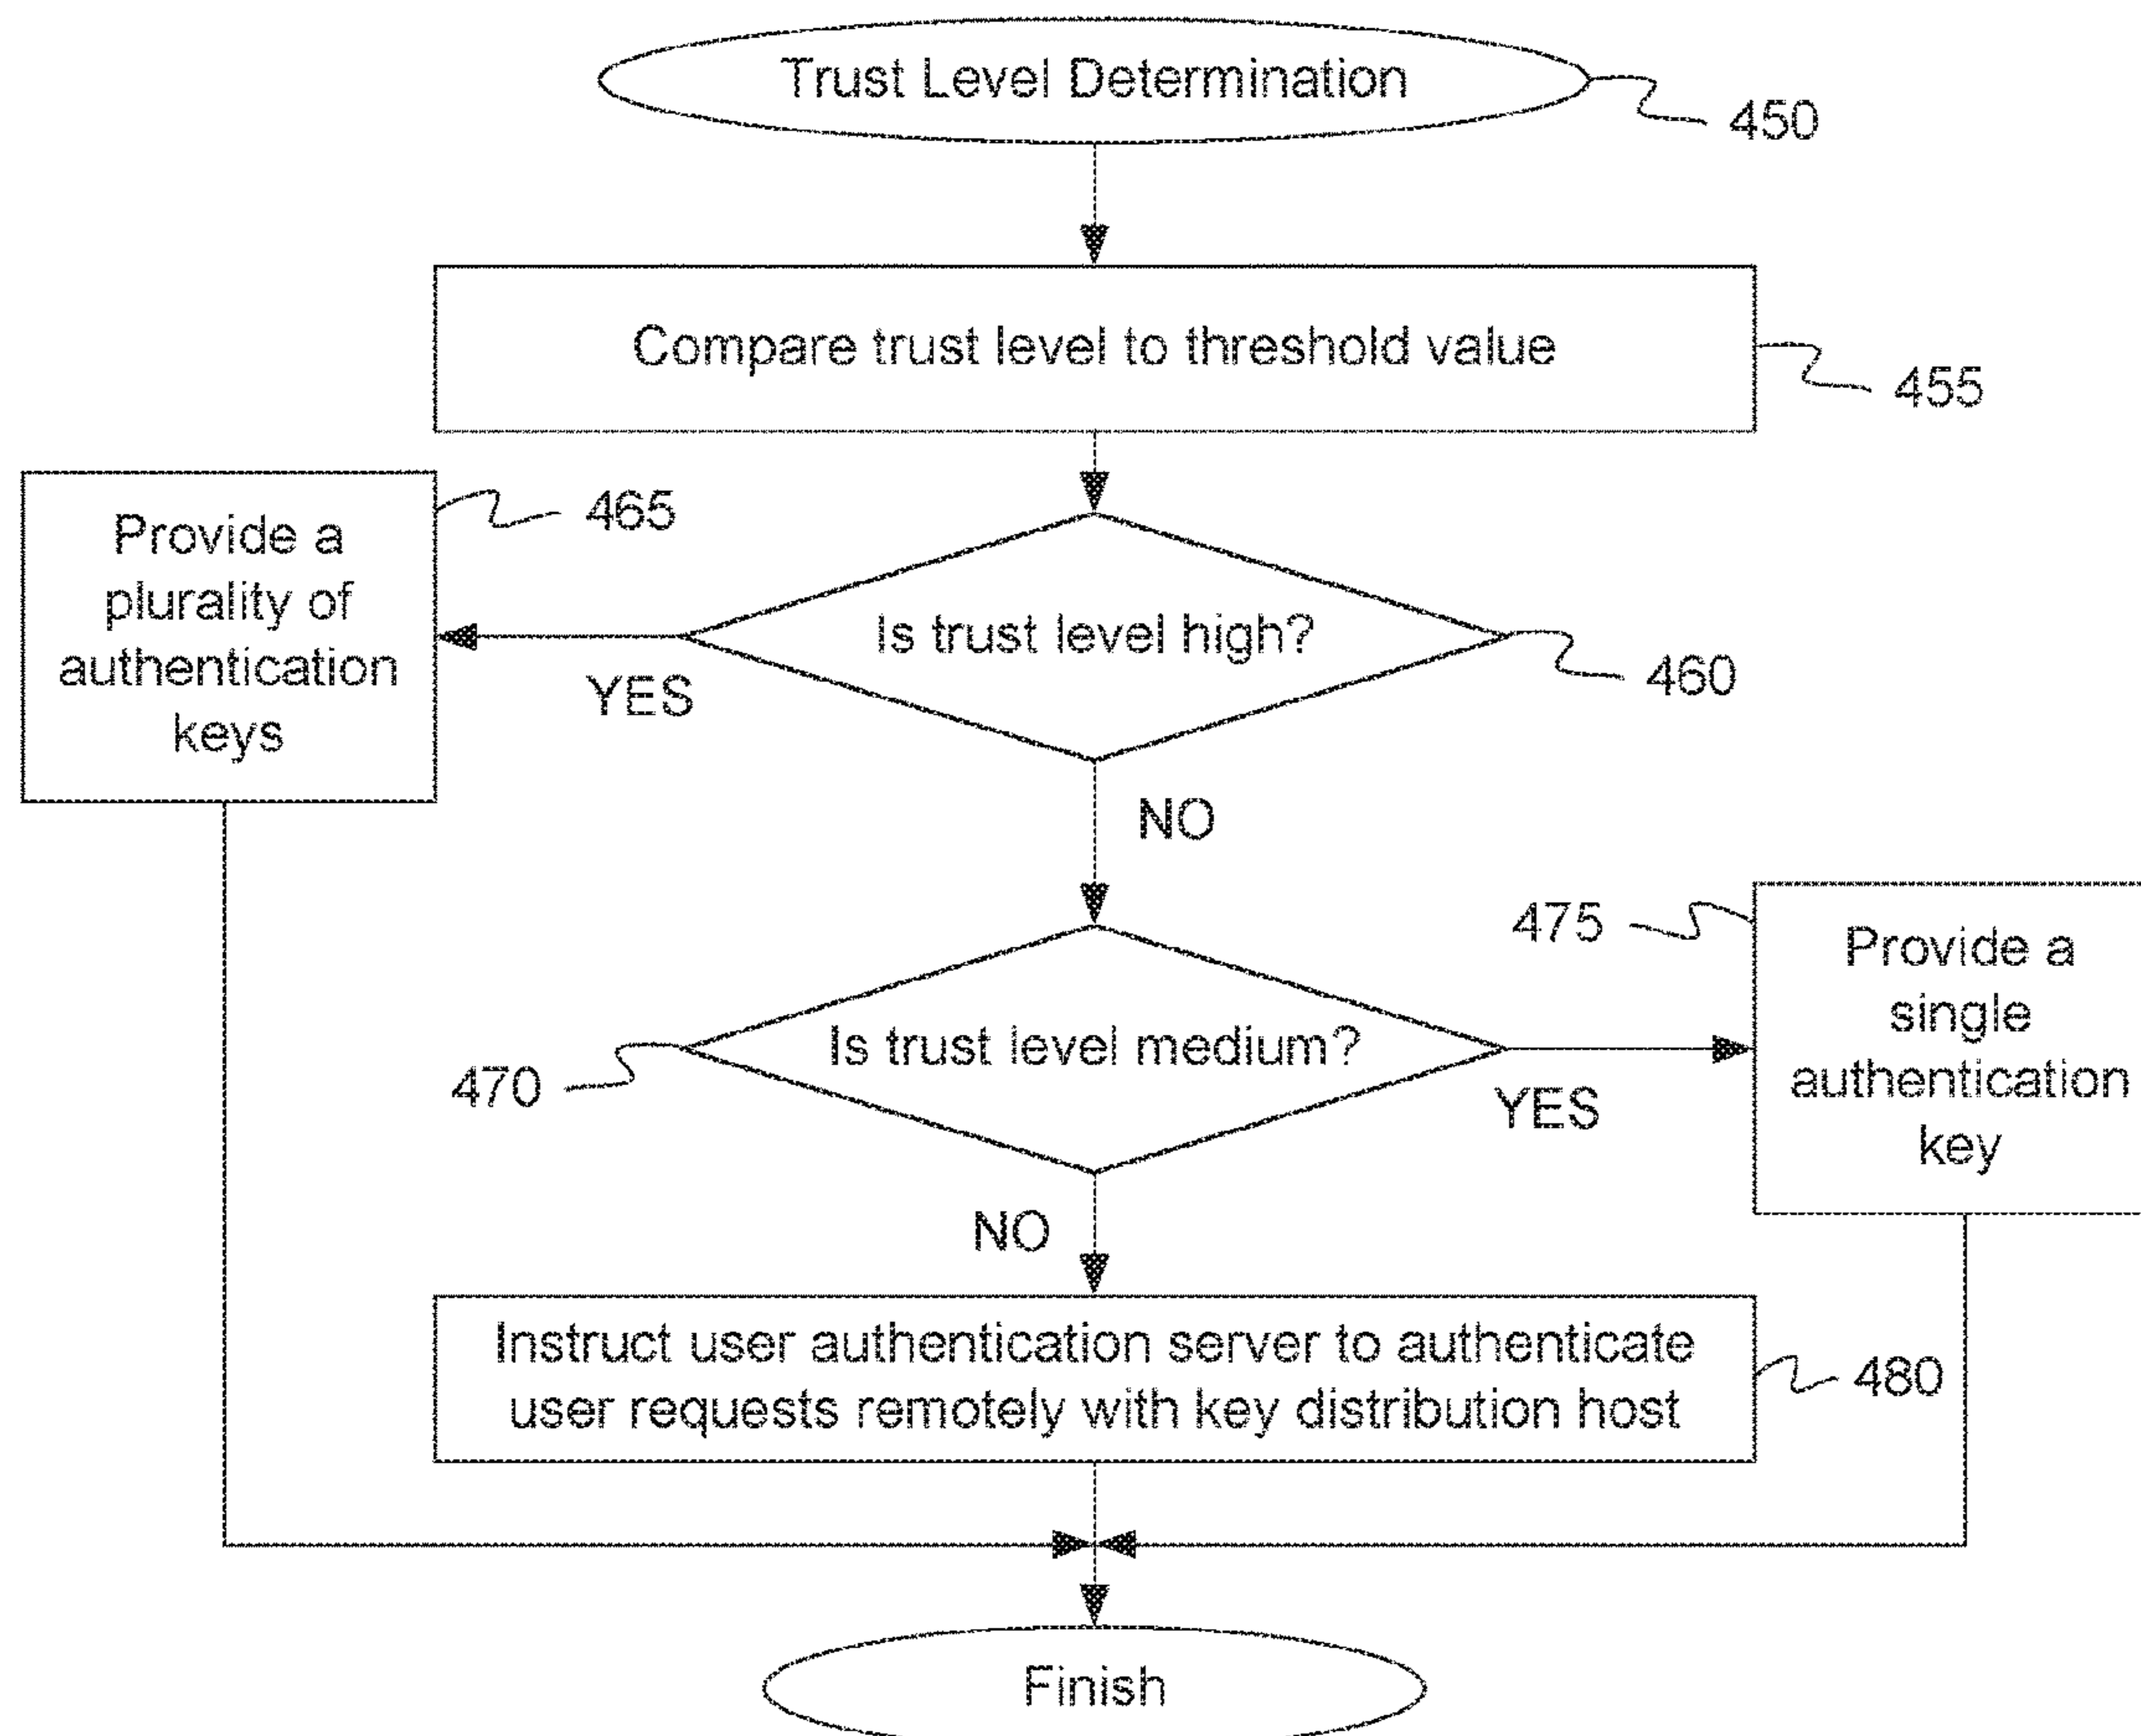 Trust Level Determination
450
Compare trust level to threshold value
455
Provide a
plurality of
authentication
keys
465
Is trust level high?
460
YES
NO
475
Provide a
single
authentication
key
Is trust level medium?
470
YES
NO
Instruct user authentication server to authenticate
user requests remotely with key distribution host
480
Finish